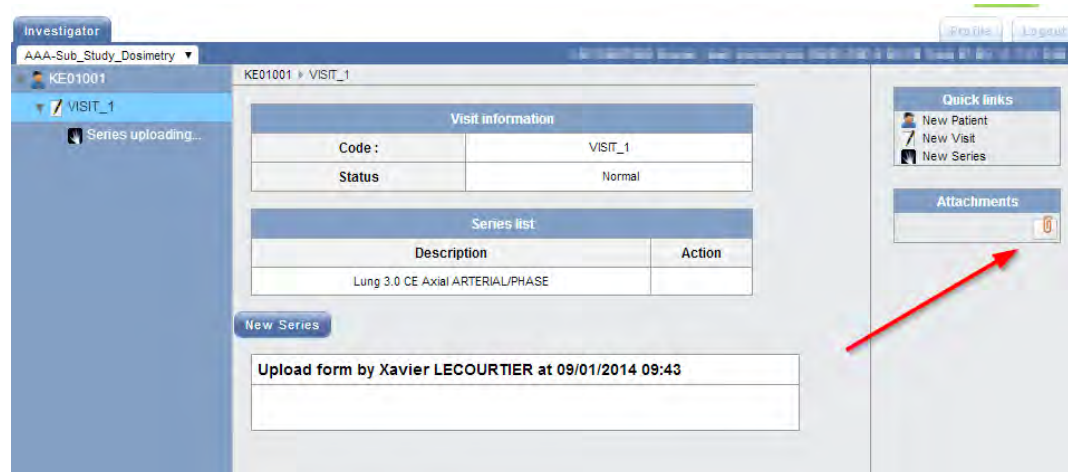 Investigator
Profile Logout
AAA-Sub_Study_Dosimetry
KE01001
VISIT_1
Series uploading...
KE01001 VISIT_1
Visit information
Code : VISIT_1
Status Normal
Series list
Description Action
Lung 3.0 CE Axial ARTERIAL/PHASE
New Series
Upload form by Xavier LECOURTIER at 09/01/2014 09:43
Quick links
New Patient
New Visit
New Series
Attachments